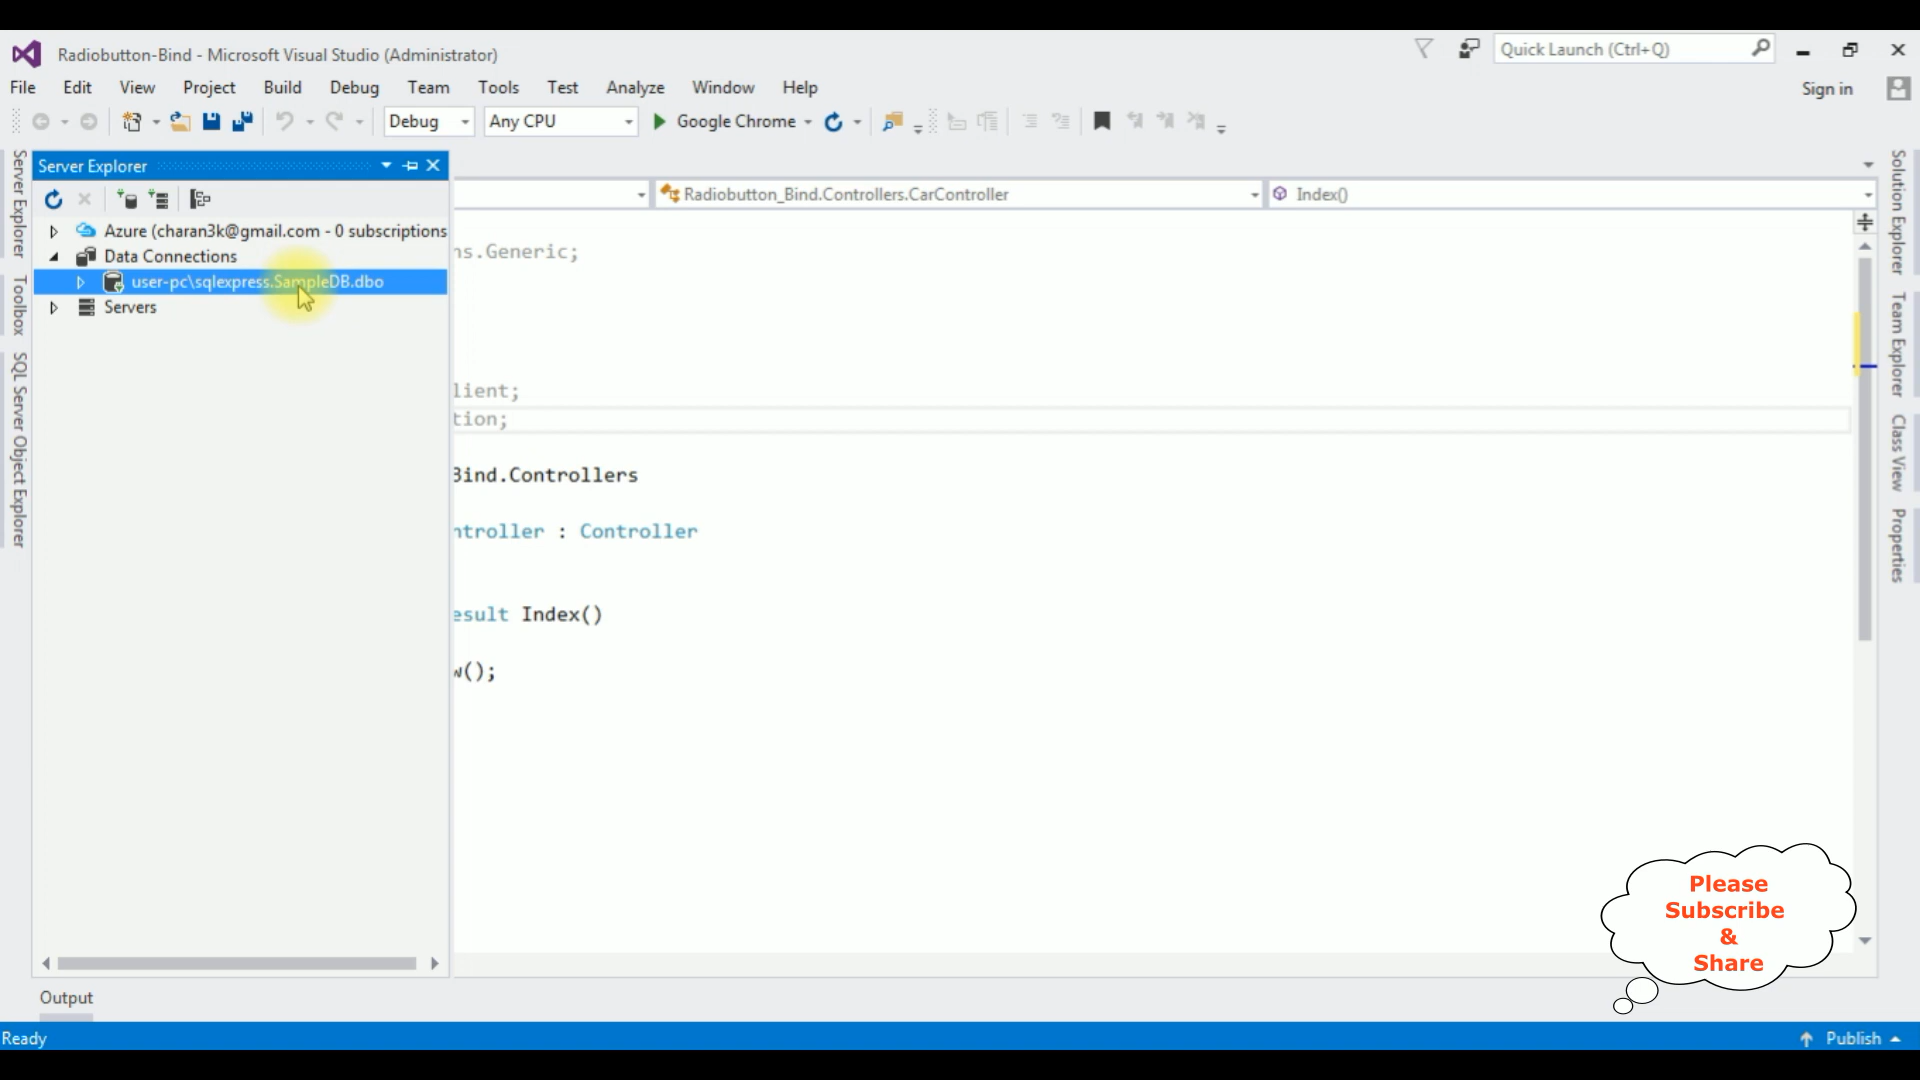 Radiobutton-Bind - Microsoft Visual Studio (Administrator)
Quick Launch (Ctrl+Q)
File Edit View Project Build Debug Team Tools Test Analyze Window Help
Sign in
Debug Any CPU Google Chrome
Server Explorer
Toolbox
SQL Server Object Explorer
Server Explorer
Azure (charan3k@gmail.com - 0 subscriptions
Data Connections
user-pc\sqlexpress.SampleDB.dbo
Servers
Radiobutton_Bind.Controllers.CarController
Index()
ns.Generic;
lient;
tion;
Bind.Controllers
ntroller : Controller
esult Index()
w();
Solution Explorer
Team Explorer
Class View
Properties
Please
Subscribe
&
Share
Output
Ready
Publish